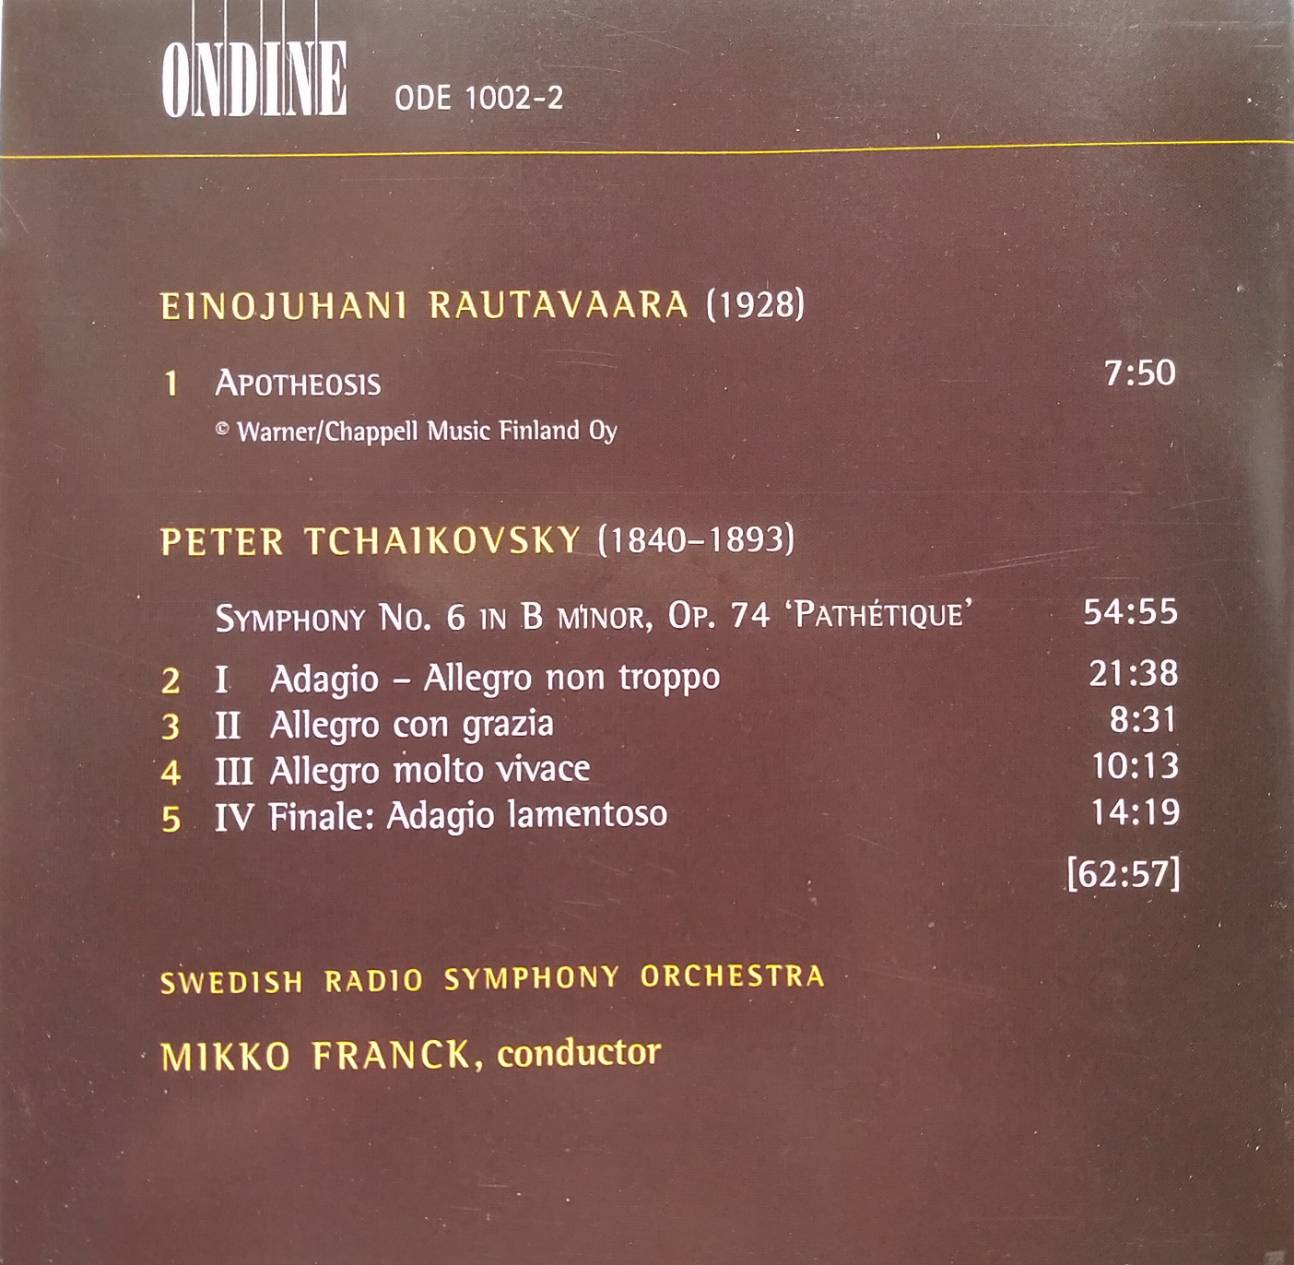 ONDINE ODE 1002-2
EINOJUHANI RAUTAVAARA (1928)
1 APOTHEOSIS 7:50
© Warner/Chappell Music Finland Oy
PETER TCHAIKOVSKY (1840–1893)
SYMPHONY NO. 6 IN B MINOR, OP. 74 ‘PATHÉTIQUE’ 54:55
2 I Adagio – Allegro non troppo 21:38
3 II Allegro con grazia 8:31
4 III Allegro molto vivace 10:13
5 IV Finale: Adagio lamentoso 14:19
[62:57]
SWEDISH RADIO SYMPHONY ORCHESTRA
MIKKO FRANCK, conductor